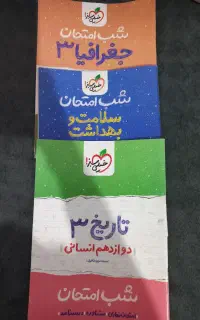 خیلی سبز
شب امتحان
جغرافیا ۳
خیلی سبز
شب امتحان
سلامت و
بهداشت
خیلی سبز
تاریخ ۳
دوازدهم انسانی
شب امتحان